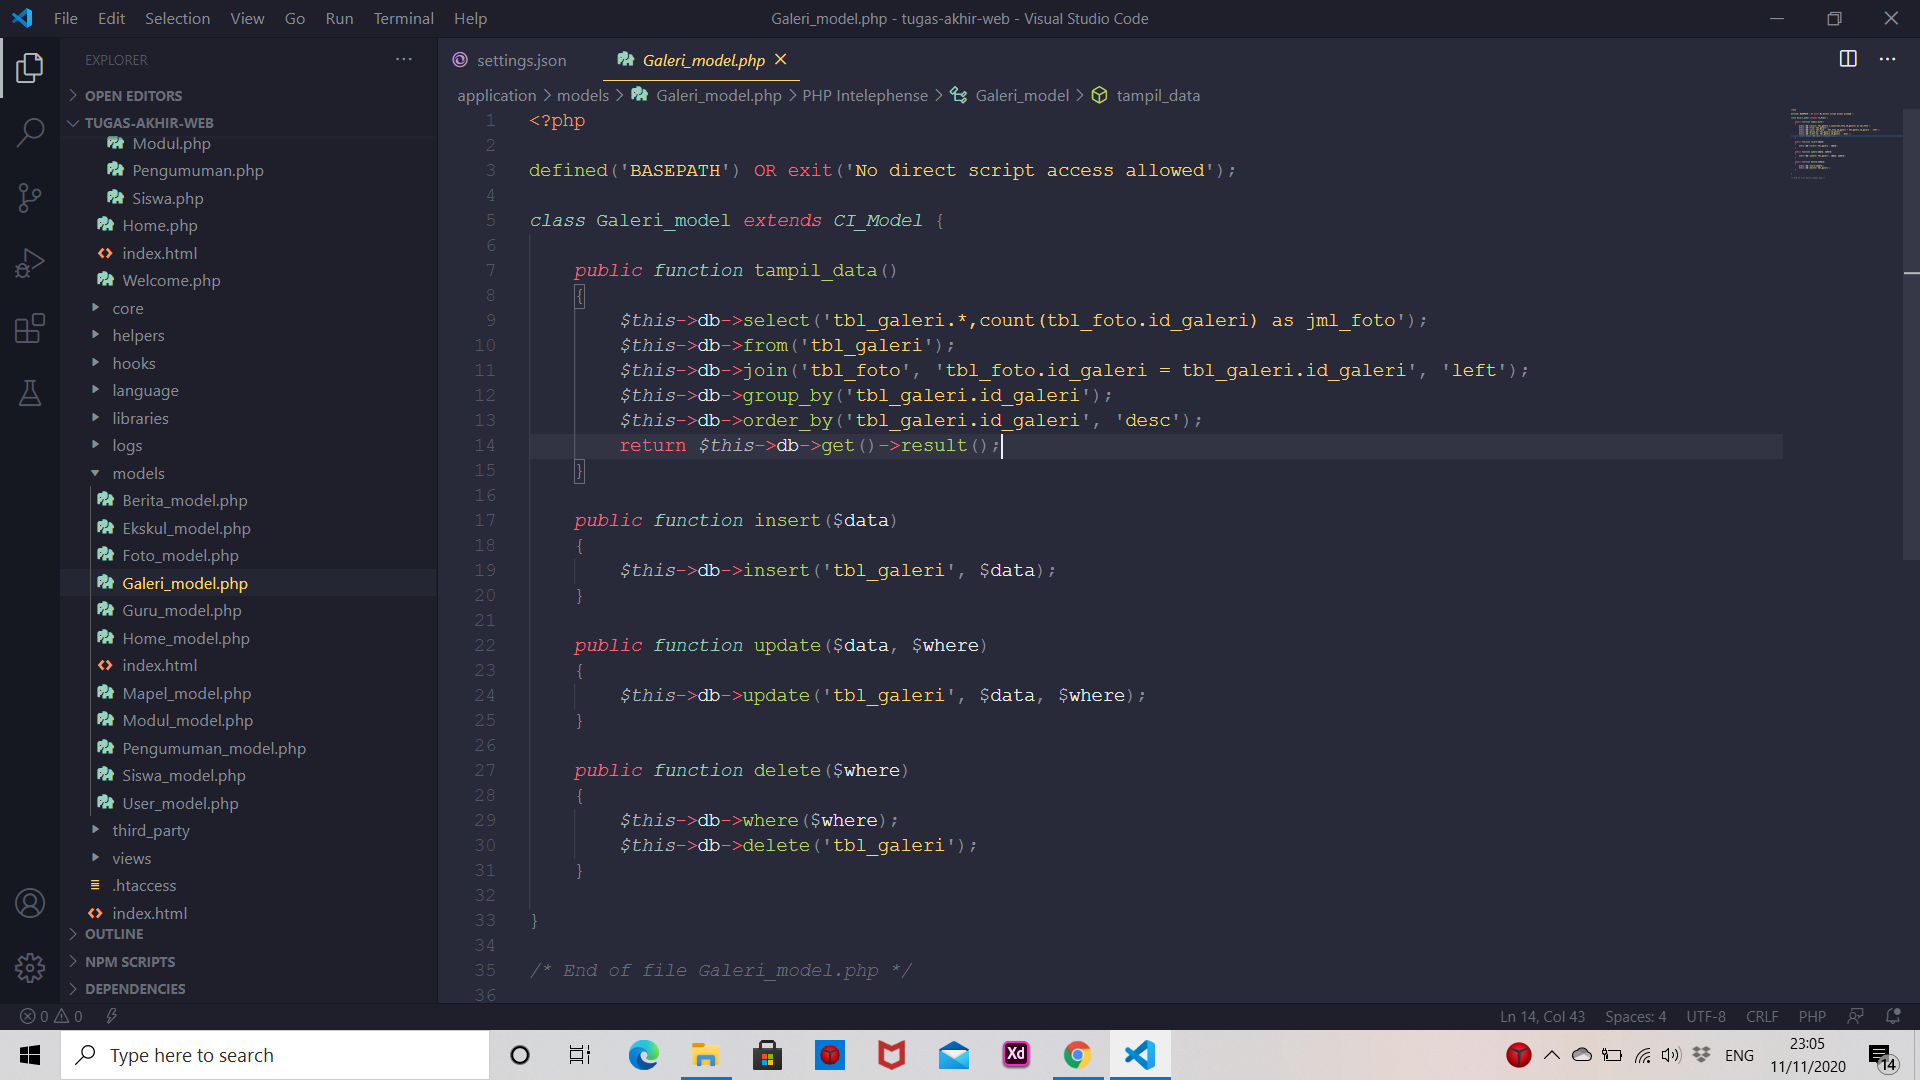 File Edit Selection View Go Run Terminal Help
Galeri_model.php - tugas-akhir-web - Visual Studio Code
EXPLORER
OPEN EDITORS
TUGAS-AKHIR-WEB
Modul.php
Pengumuman.php
Siswa.php
Home.php
index.html
Welcome.php
core
helpers
hooks
language
libraries
logs
models
Berita_model.php
Ekskul_model.php
Foto_model.php
Galeri_model.php
Guru_model.php
Home_model.php
index.html
Mapel_model.php
Modul_model.php
Pengumuman_model.php
Siswa_model.php
User_model.php
third_party
views
.htaccess
index.html
OUTLINE
NPM SCRIPTS
DEPENDENCIES
settings.json
Galeri_model.php
application > models > Galeri_model.php > PHP Intelephense > Galeri_model > tampil_data
1 <?php
2
3 defined('BASEPATH') OR exit('No direct script access allowed');
4
5 class Galeri_model extends CI_Model {
6
7 public function tampil_data()
8 {
9 $this->db->select('tbl_galeri.*,count(tbl_foto.id_galeri) as jml_foto');
10 $this->db->from('tbl_galeri');
11 $this->db->join('tbl_foto', 'tbl_foto.id_galeri = tbl_galeri.id_galeri', 'left');
12 $this->db->group_by('tbl_galeri.id_galeri');
13 $this->db->order_by('tbl_galeri.id_galeri', 'desc');
14 return $this->db->get()->result();
15 }
16
17 public function insert($data)
18 {
19 $this->db->insert('tbl_galeri', $data);
20 }
21
22 public function update($data, $where)
23 {
24 $this->db->update('tbl_galeri', $data, $where);
25 }
26
27 public function delete($where)
28 {
29 $this->db->where($where);
30 $this->db->delete('tbl_galeri');
31 }
32
33 }
34
35 /* End of file Galeri_model.php */
36
0 0
Ln 14, Col 43 Spaces: 4 UTF-8 CRLF PHP
Type here to search
Xd
ENG
23:05
11/11/2020
14